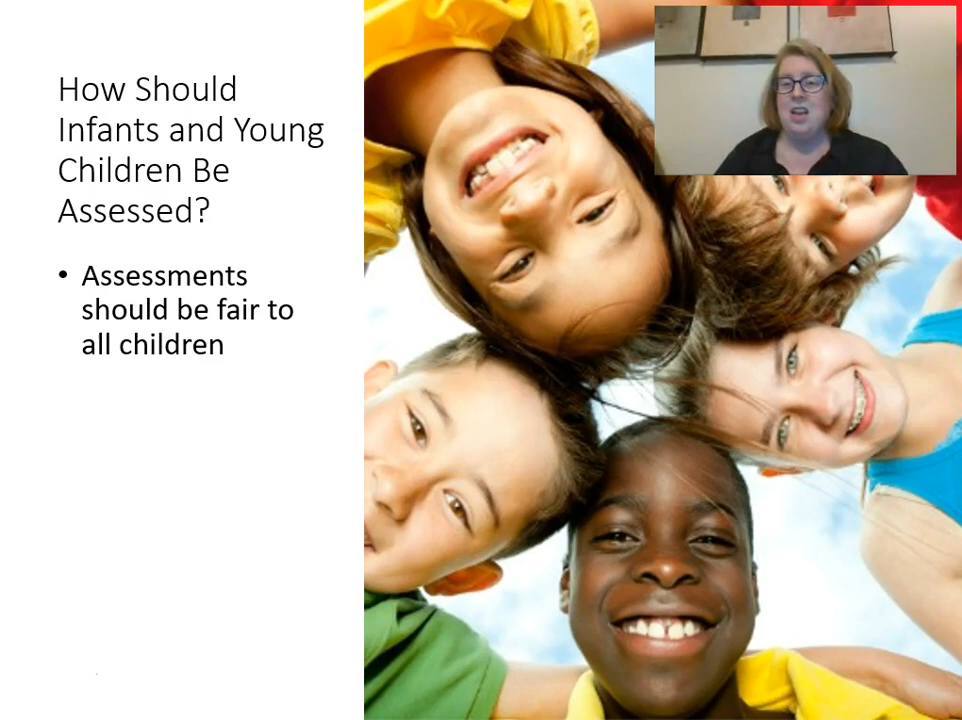 How Should
Infants and Young
Children Be
Assessed?
• Assessments
should be fair to
all children